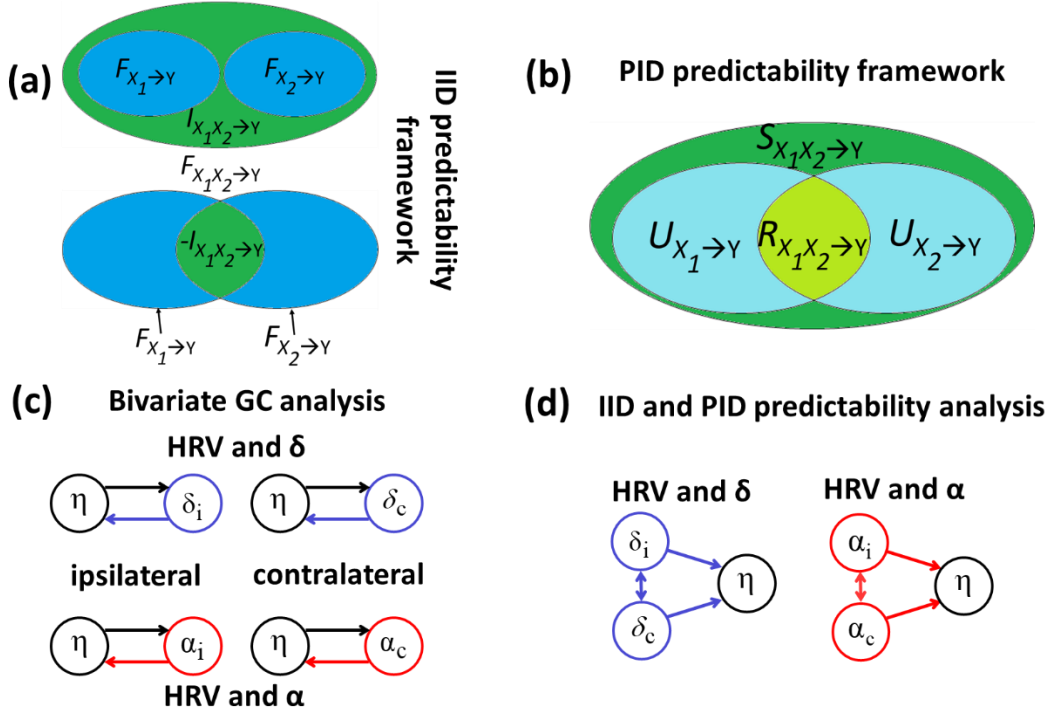 (a)
F_{X_1→Y}
F_{X_2→Y}
I_{X_1X_2→Y}
F_{X_1X_2→Y}
-I_{X_1X_2→Y}
F_{X_1→Y}
F_{X_2→Y}
IID predictability
framework
(b)
PID predictability framework
S_{X_1X_2→Y}
U_{X_1→Y}
R_{X_1X_2→Y}
U_{X_2→Y}
(c)
Bivariate GC analysis
HRV and δ
η
δ_i
η
δ_c
ipsilateral
contralateral
η
α_i
η
α_c
HRV and α
(d)
IID and PID predictability analysis
HRV and δ
δ_i
η
δ_c
HRV and α
α_i
η
α_c